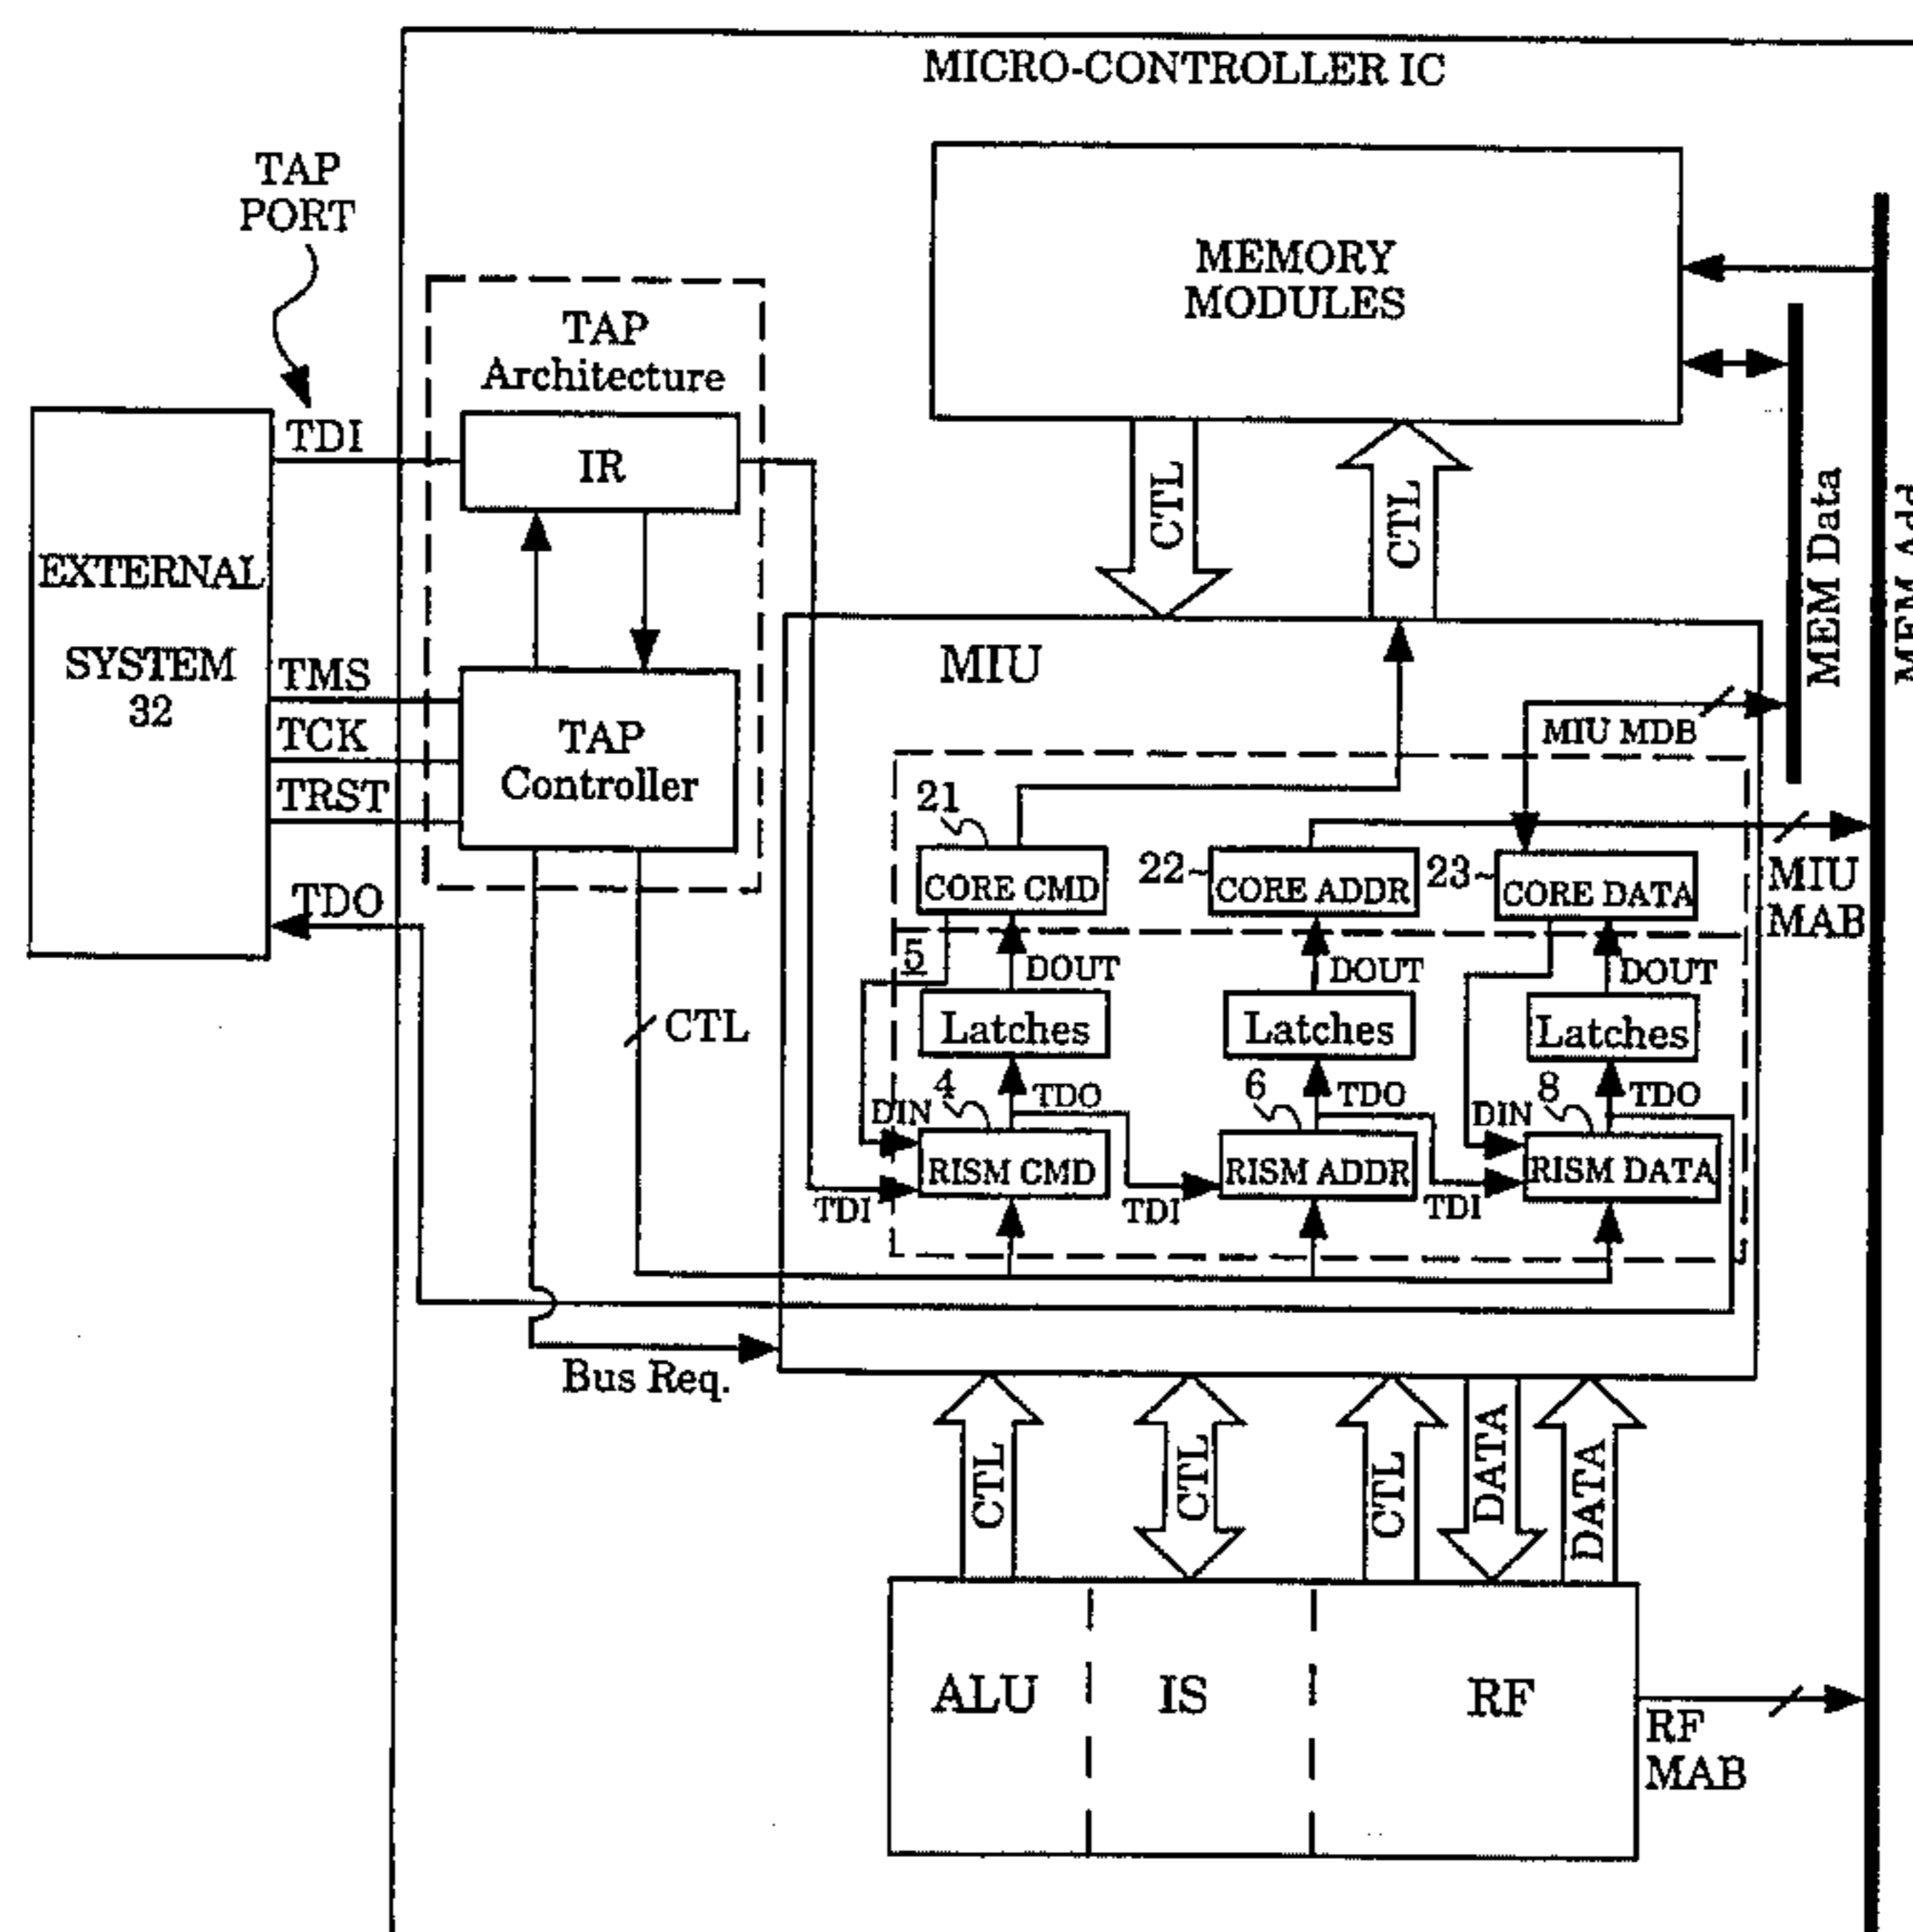 MICRO-CONTROLLER IC
TAP
PORT
MEMORY
MODULES
TAP
Architecture
TDI
IR
EXTERNAL
SYSTEM
32
TMS
TCK
TRST
TAP
Controller
TDO
CTL
CTL
MEM Data
MEM Add
MIU
MIU MDB
21
CORE CMD
22
CORE ADDR
23
CORE DATA
MIU
MAB
5
DOUT
DOUT
DOUT
Latches
Latches
Latches
CTL
DIN
4
TDO
6
TDO
DIN
8
TDO
RISM CMD
RISM ADDR
RISM DATA
TDI
TDI
TDI
Bus Req.
CTL
CTL
CTL
DATA
DATA
ALU
IS
RF
RF
MAB